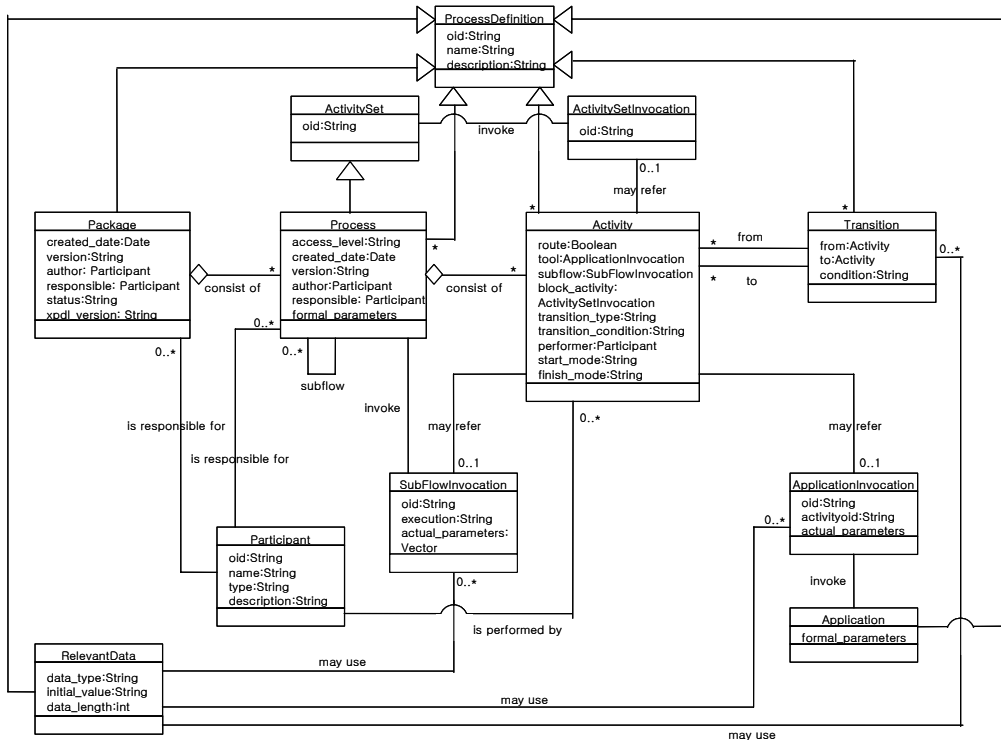 ProcessDefinition
oid:String
name:String
description:String
ActivitySet
oid:String
invoke
ActivitySetInvocation
oid:String
0..1
may refer
Package
created_date:Date
version:String
author: Participant
responsible: Participant
status:String
xpdl_version: String
*
consist of
Process
access_level:String
created_date:Date
version:String
author:Participant
responsible: Participant
formal_parameters
*
*
consist of
*
Activity
route:Boolean
tool:ApplicationInvocation
subflow:SubFlowInvocation
block_activity:
ActivitySetInvocation
transition_type:String
transition_condition:String
performer:Participant
start_mode:String
finish_mode:String
*
from
*
to
*
Transition
from:Activity
to:Activity
condition:String
0..*
0..*
0..*
0..*
subflow
invoke
is responsible for
is responsible for
may refer
0..1
0..*
may refer
0..1
SubFlowInvocation
oid:String
execution:String
actual_parameters:
Vector
0..*
ApplicationInvocation
oid:String
activityoid:String
actual_parameters
0..*
invoke
Participant
oid:String
name:String
type:String
description:String
is performed by
Application
formal_parameters
RelevantData
data_type:String
initial_value:String
data_length:int
may use
may use
may use